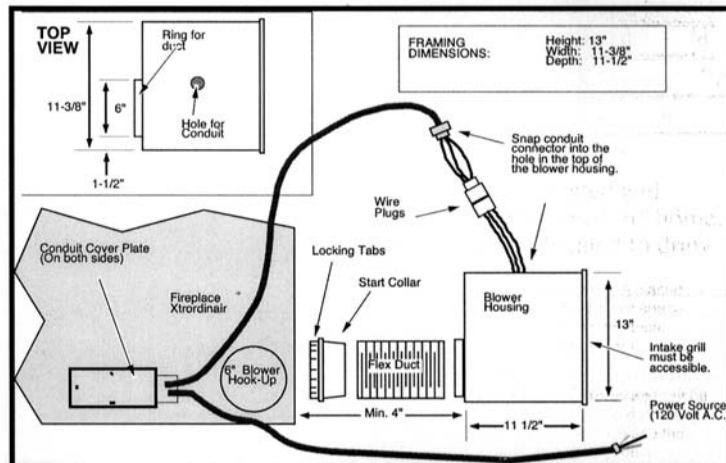 TOP
VIEW
Ring for
duct
11-3/8"
6"
Hole for
Conduit
1-1/2"
FRAMING
DIMENSIONS:
Height: 13"
Width: 11-3/8"
Depth: 11-1/2"
Snap conduit
connector into the
hole in the top of
the blower housing.
Wire
Plugs
Conduit Cover Plate
(On both sides)
Locking Tabs
Start Collar
Fireplace
Xtrordinair
Blower
Housing
13"
6" Blower
Hook-Up
Flex Duct
Intake grill
must be
accessible.
Min. 4"
11 1/2"
Power Source
(120 Volt A.C.